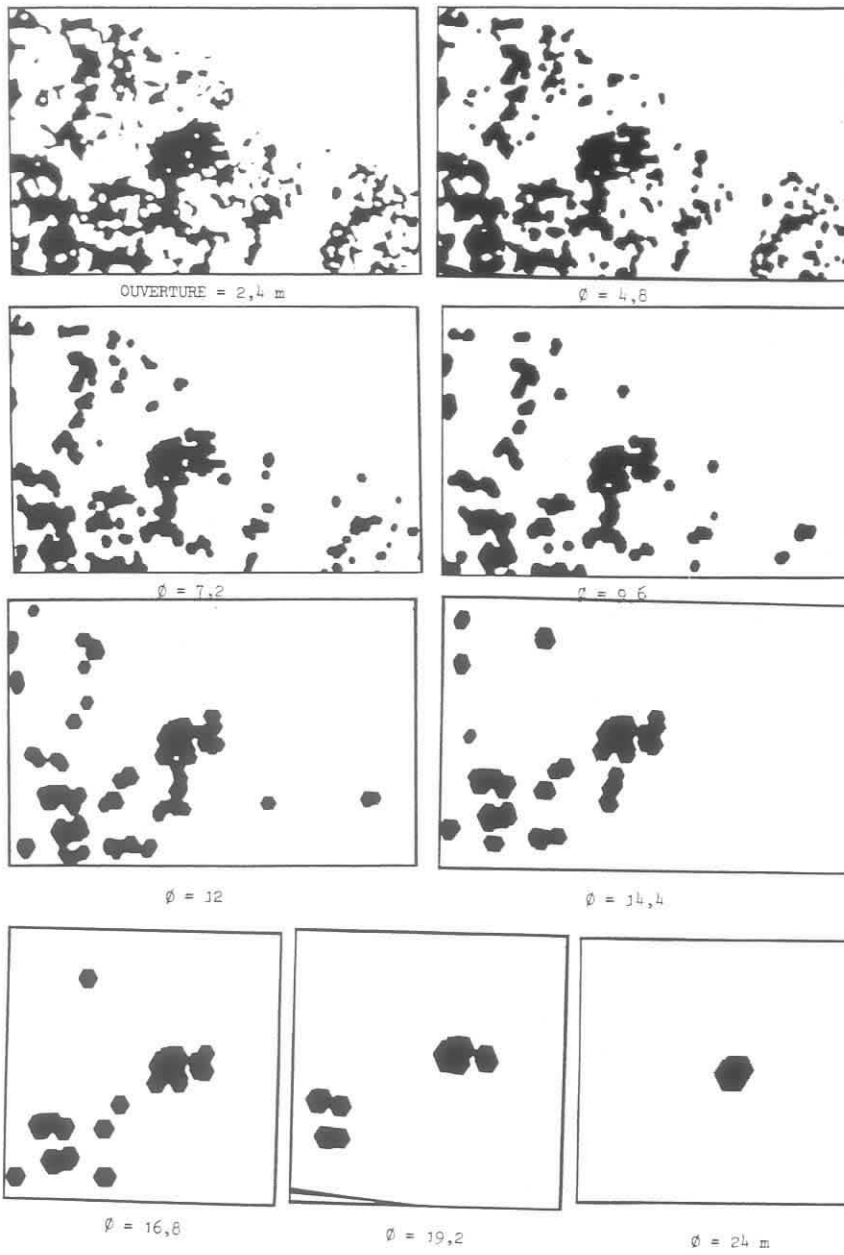 OUVERTURE = 2,4 m
Ø = 4,8
Ø = 7,2
Ø = 9,6
Ø = 12
Ø = 14,4
Ø = 16,8
Ø = 19,2
Ø = 24 m